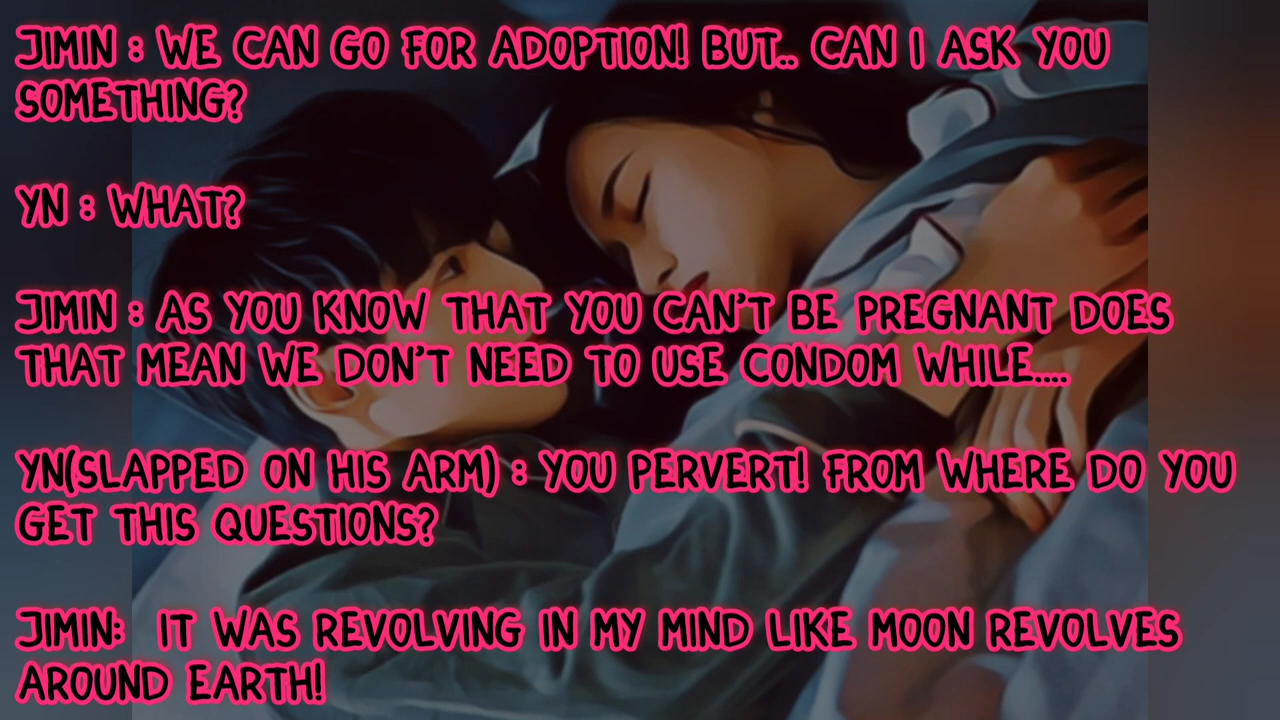 JIMIN : WE CAN GO FOR ADOPTION! BUT.. CAN I ASK YOU
SOMETHING?
YN : WHAT?
JIMIN : AS YOU KNOW THAT YOU CAN'T BE PREGNANT DOES
THAT MEAN WE DON'T NEED TO USE CONDOM WHILE....
YN(SLAPPED ON HIS ARM) : YOU PERVERT! FROM WHERE DO YOU
GET THIS QUESTIONS?
JIMIN: IT WAS REVOLVING IN MY MIND LIKE MOON REVOLVES
AROUND EARTH!